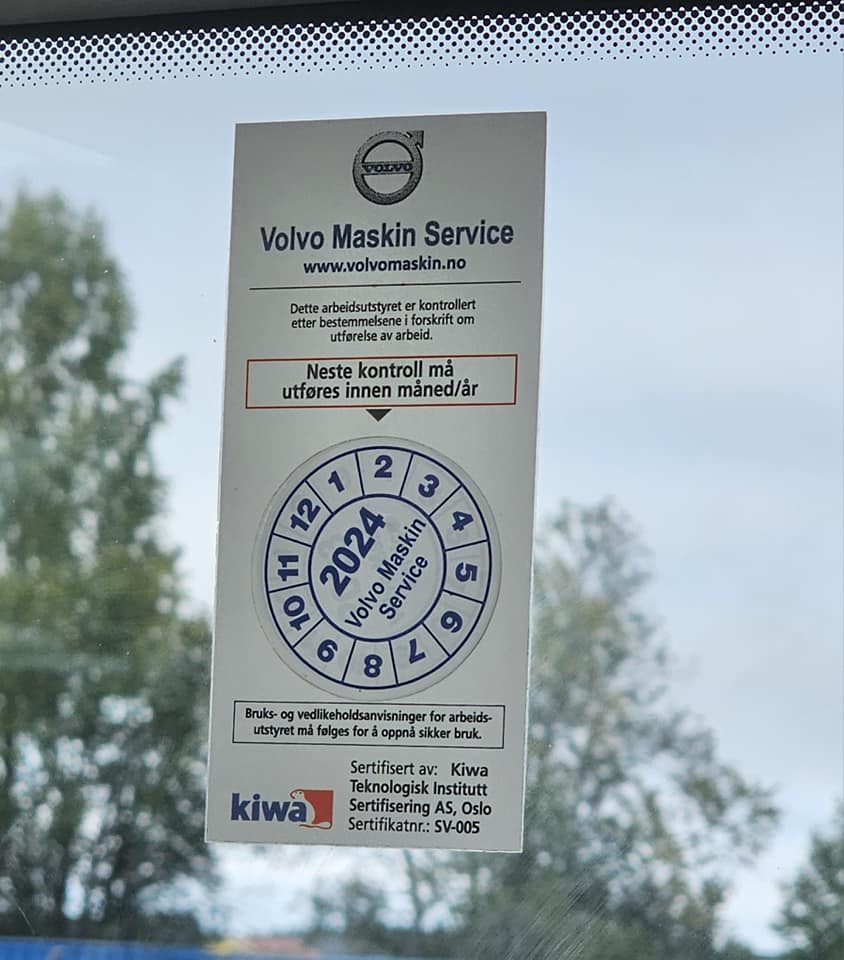 VOLVO
Volvo Maskin Service
www.volvomaskin.no
Dette arbeidsutstyret er kontrollert
etter bestemmelsene i forskrift om
utførelse av arbeid.
Neste kontroll må
utføres innen måned/år
1 2 3 4 5 6 7 8 9 10 11 12
2024
Volvo Maskin
Service
Bruks- og vedlikeholdsanvisninger for arbeids-
utstyret må følges for å oppnå sikker bruk.
kiwa
Sertifisert av: Kiwa
Teknologisk Institutt
Sertifisering AS, Oslo
Sertifikatnr.: SV-005